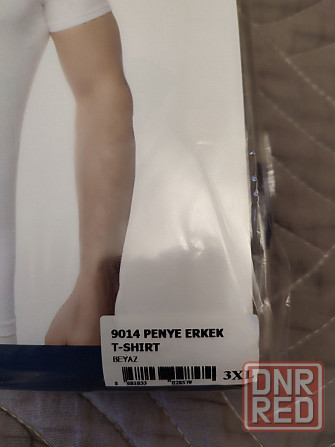 9014 PENYE ERKEK
T-SHIRT
BEYAZ
3XL
DNR
RED